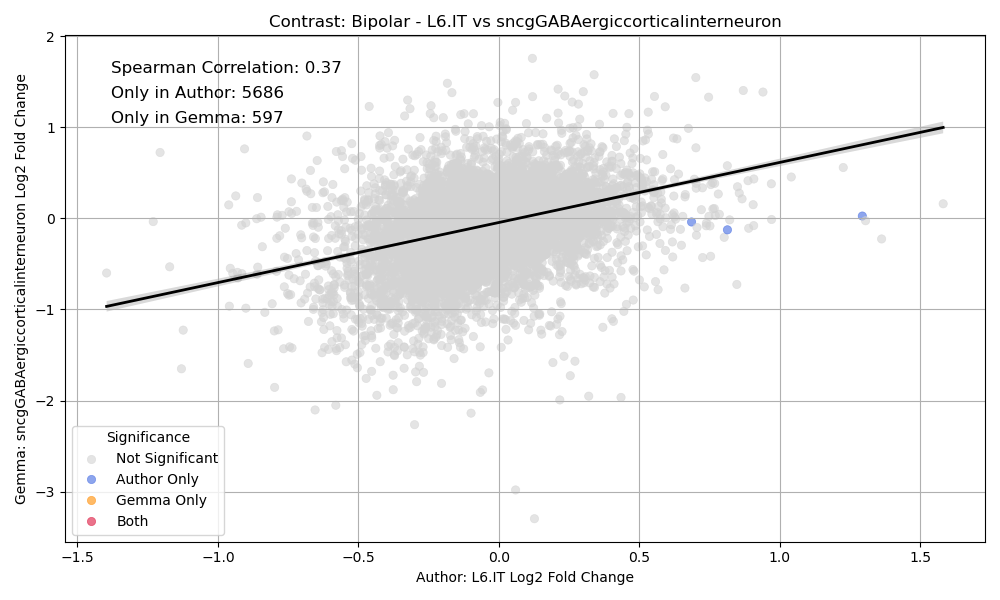 Contrast: Bipolar - L6.IT vs sncgGABAergiccorticalinterneuron
Spearman Correlation: 0.37
Only in Author: 5686
Only in Gemma: 597
Gemma: sncgGABAergiccorticalinterneuron Log2 Fold Change
2
1
0
−1
−2
−3
Significance
Not Significant
Author Only
Gemma Only
Both
−1.5 −1.0 −0.5 0.0 0.5 1.0 1.5
Author: L6.IT Log2 Fold Change